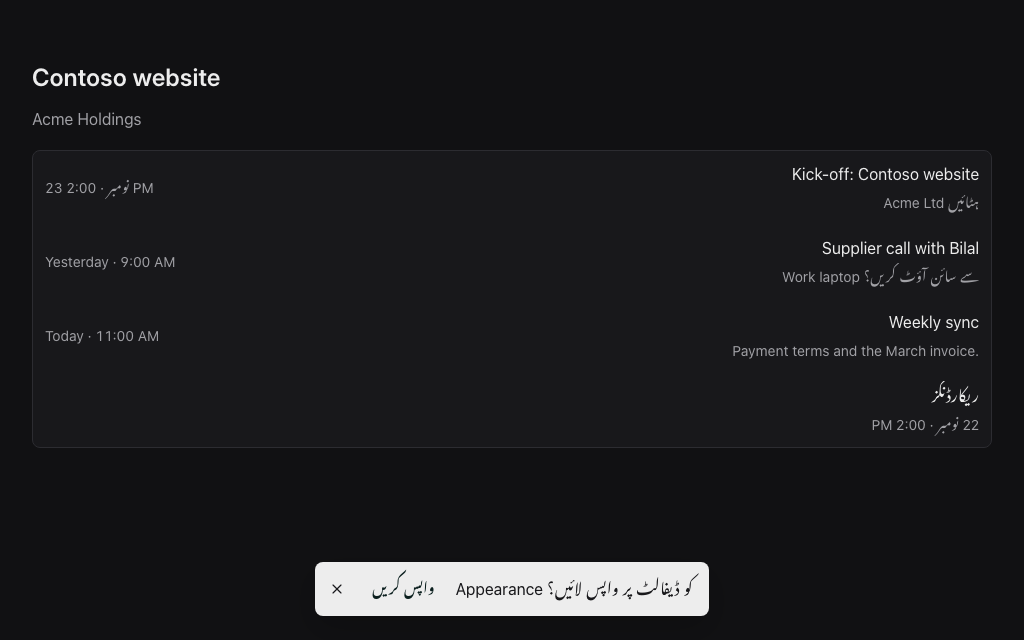 Contoso website
Acme Holdings
Kick-off: Contoso website
Acme Ltd ہٹائیں
23 نومبر · 2:00 PM
Supplier call with Bilal
Work laptop سے سائن آؤٹ کریں؟
Yesterday · 9:00 AM
Weekly sync
Payment terms and the March invoice.
Today · 11:00 AM
ریکارڈنگز
22 نومبر · 2:00 PM
Appearance کو ڈیفالٹ پر واپس لائیں؟
واپس کریں